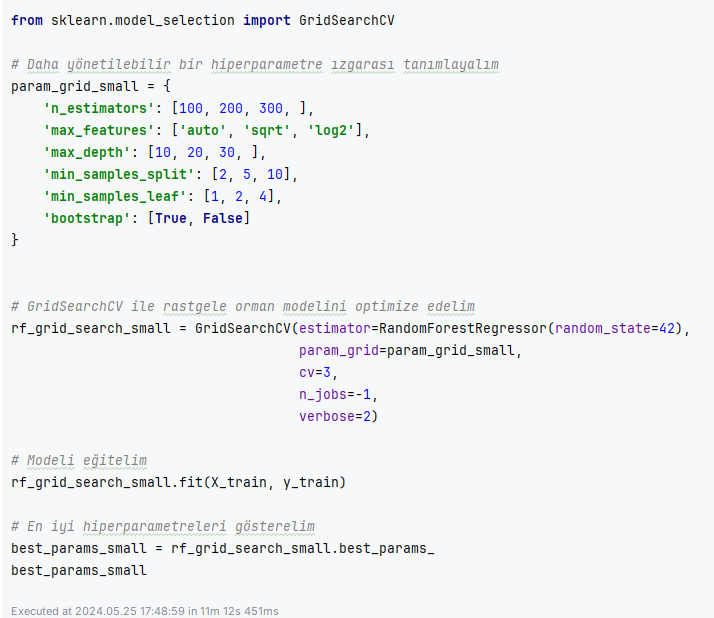 from sklearn.model_selection import GridSearchCV
# Daha yönetilebilir bir hiperparametre ızgarası tanımlayalım
param_grid_small = {
    'n_estimators': [100, 200, 300, ],
    'max_features': ['auto', 'sqrt', 'log2'],
    'max_depth': [10, 20, 30, ],
    'min_samples_split': [2, 5, 10],
    'min_samples_leaf': [1, 2, 4],
    'bootstrap': [True, False]
}
# GridSearchCV ile rastgele orman modelini optimize edelim
rf_grid_search_small = GridSearchCV(estimator=RandomForestRegressor(random_state=42),
                                    param_grid=param_grid_small,
                                    cv=3,
                                    n_jobs=-1,
                                    verbose=2)
# Modeli eğitelim
rf_grid_search_small.fit(X_train, y_train)
# En iyi hiperparametreleri gösterelim
best_params_small = rf_grid_search_small.best_params_
best_params_small
Executed at 2024.05.25 17:48:59 in 11m 12s 451ms